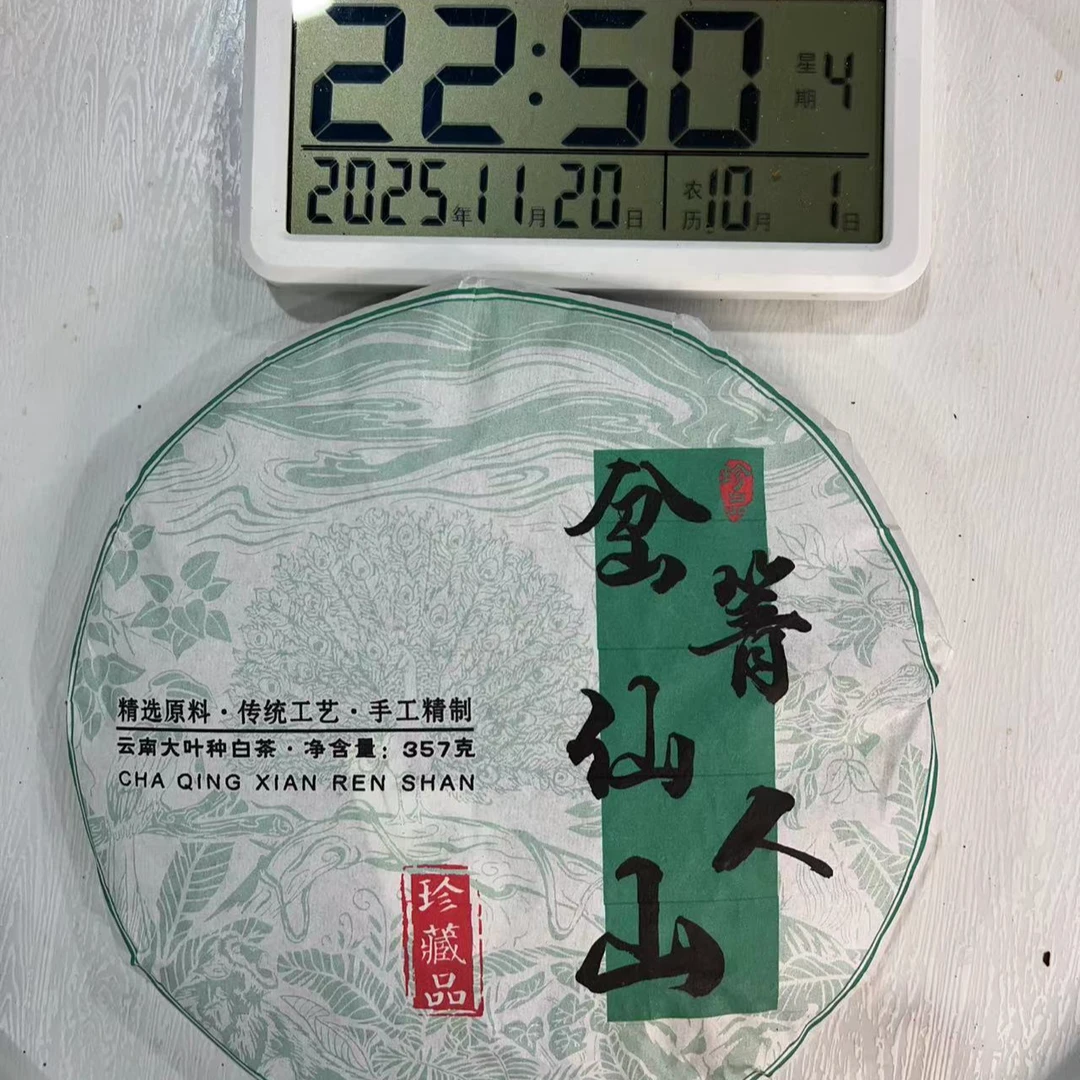 22:50 星期4
2025年11月20日 农历10月1日
岔箐仙人山
精选原料·传统工艺·手工精制
云南大叶种白茶·净含量：357克
CHA QING XIAN REN SHAN
珍藏品